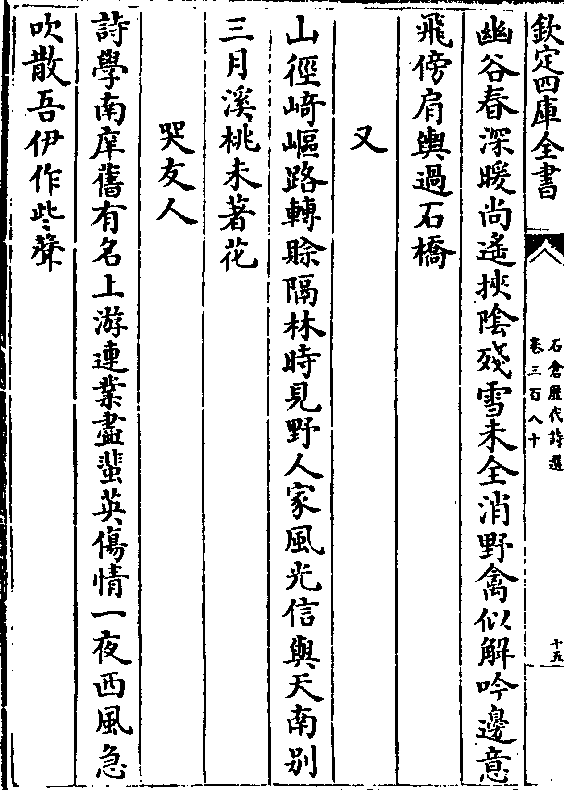 欽定四庫全書
石倉歷代詩選
卷三百八十
十五
幽谷春深暖尚遙挾陰殘雪未全消野禽似解吟邊意
飛傍肩輿過石橋
又
山徑崎嶇路轉賒隔林時見野人家風光信與天南别
三月溪桃未著花
哭友人
詩學南庠舊有名上游連業盡蜚英傷情一夜西風急
吹散吾伊作些聲